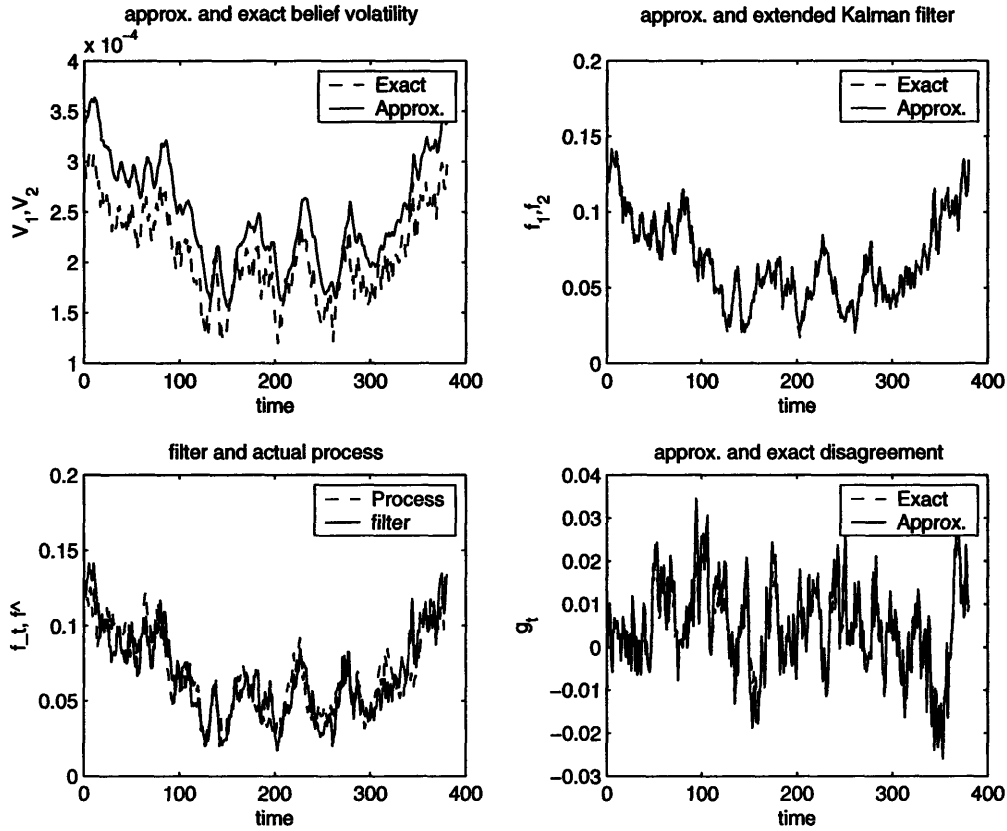 approx. and exact belief volatility
x 10^-4
4
3.5
3
2.5
2
1.5
1
V_1,V_2
0 100 200 300 400
time
Exact
Approx.
approx. and extended Kalman filter
0.2
0.15
0.1
0.05
0
f_1,f_2
0 100 200 300 400
time
Exact
Approx.
filter and actual process
0.2
0.15
0.1
0.05
0
f_t, f^
0 100 200 300 400
time
Process
filter
approx. and exact disagreement
0.04
0.03
0.02
0.01
0
−0.01
−0.02
−0.03
g_t
0 100 200 300 400
time
Exact
Approx.